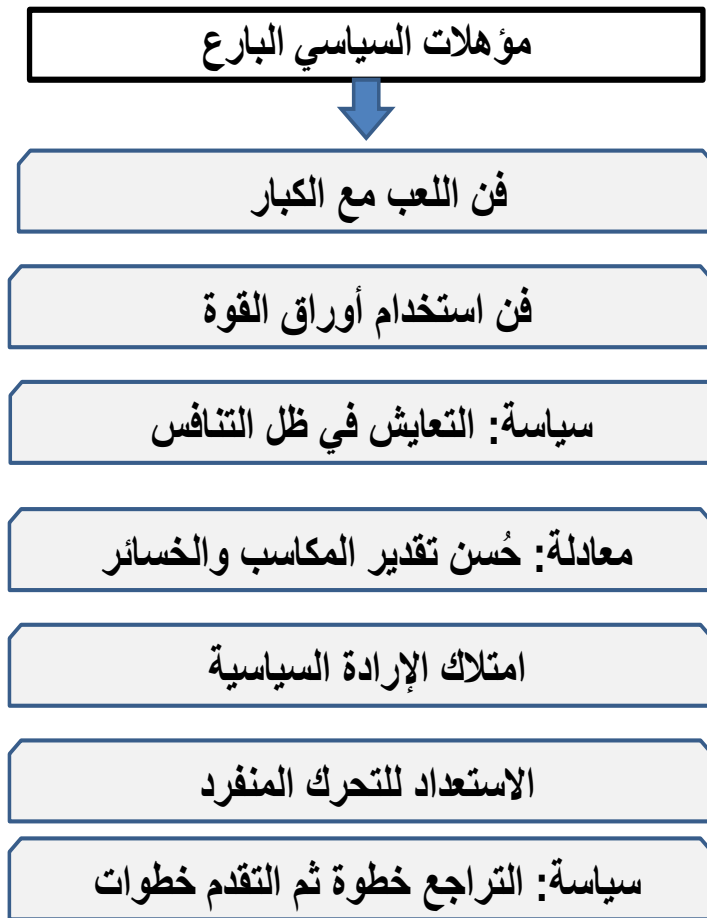 مؤهلات السياسي البارع
فن اللعب مع الكبار
فن استخدام أوراق القوة
سياسة: التعايش في ظل التنافس
معادلة: حُسن تقدير المكاسب والخسائر
امتلاك الإرادة السياسية
الاستعداد للتحرك المنفرد
سياسة: التراجع خطوة ثم التقدم خطوات